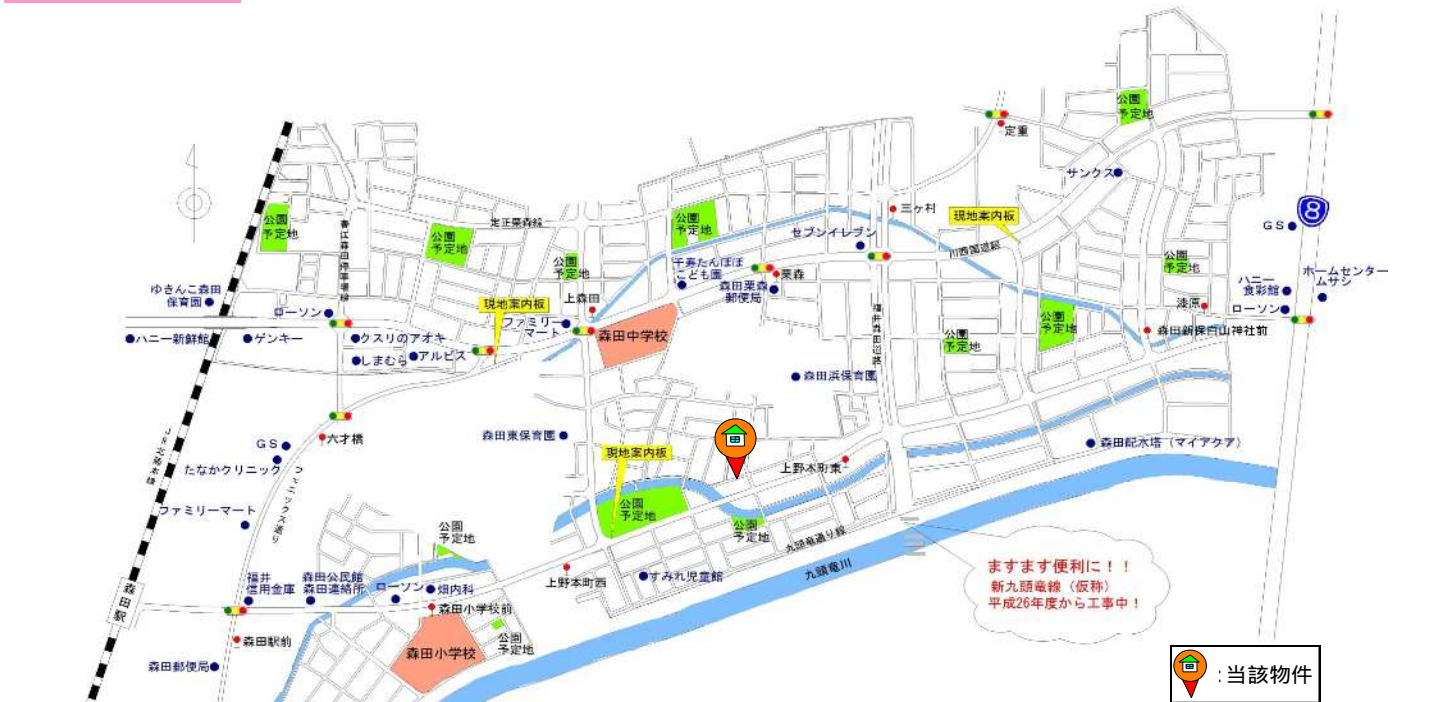 公園
予定地
定重
サンクス
8
公園
予定地
定正栗森線
公園
予定地
公園
予定地
三ヶ村
現地案内板
GS
セブンイレブン
川西国道線
公園
予定地
公園
予定地
千寿たんぽぽ
こども園
栗森
森田栗森
郵便局
ハニー
食彩館
ホームセンター
ムサシ
ゆきんこ森田
保育園
現地案内板
上森田
漆原
ローソン
ローソン
ファミリー
マート
森田中学校
福井森田道路
公園
予定地
公園
予定地
森田新保白山神社前
ハニー新鮮館
ゲンキー
クスリのアオキ
しまむら
アルビス
森田浜保育園
六才橋
森田東保育園
GS
森田配水塔(マイアクア)
現地案内板
上野本町東
たなかクリニック
フェニックス通り
ファミリーマート
公園
予定地
公園
予定地
公園
予定地
九頭竜通り線
九頭竜川
ますます便利に!!
新九頭竜線(仮称)
平成26年度から工事中!
上野本町西
すみれ児童館
福井
信用金庫
森田公民館
森田連絡所
ローソン
畑内科
森田駅
森田小学校前
森田駅前
公園
予定地
森田小学校
森田郵便局
:当該物件